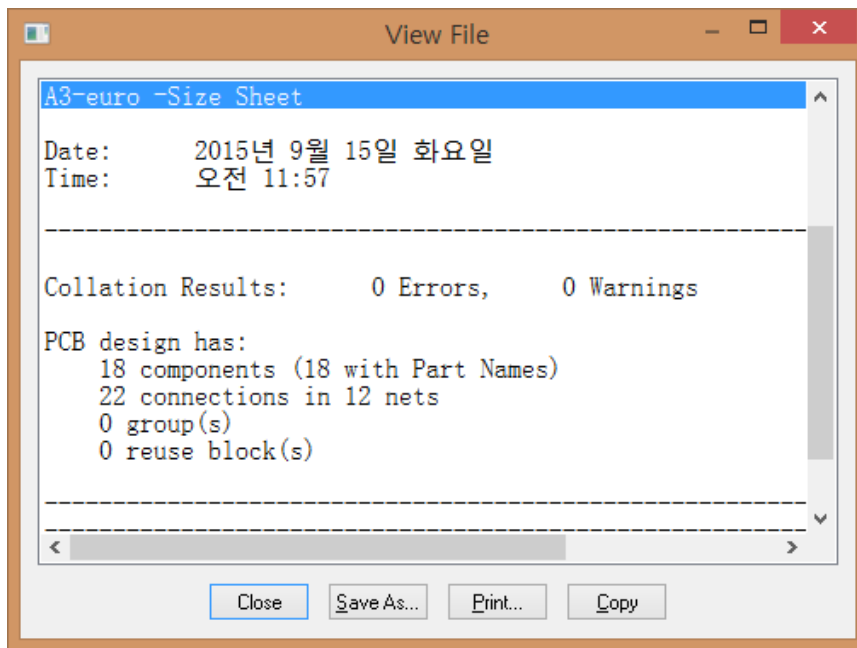 View File
A3-euro -Size Sheet
Date: 2015년 9월 15일 화요일
Time: 오전 11:57
Collation Results: 0 Errors, 0 Warnings
PCB design has:
18 components (18 with Part Names)
22 connections in 12 nets
0 group(s)
0 reuse block(s)
Close Save As... Print... Copy